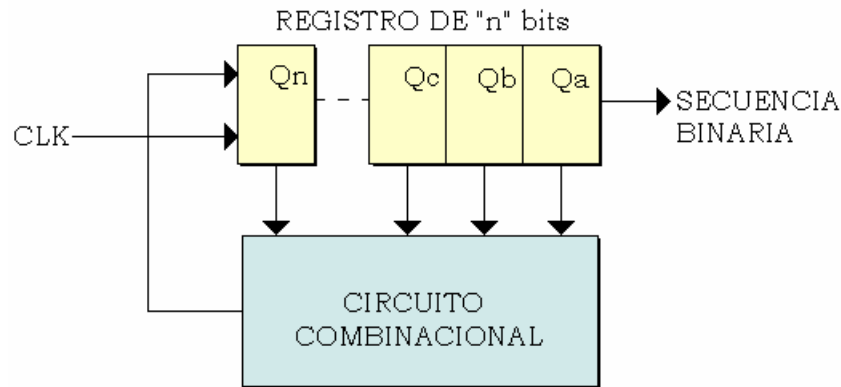 REGISTRO DE "n" bits
Qn
Qc
Qb
Qa
CLK
SECUENCIA
BINARIA
CIRCUITO
COMBINACIONAL